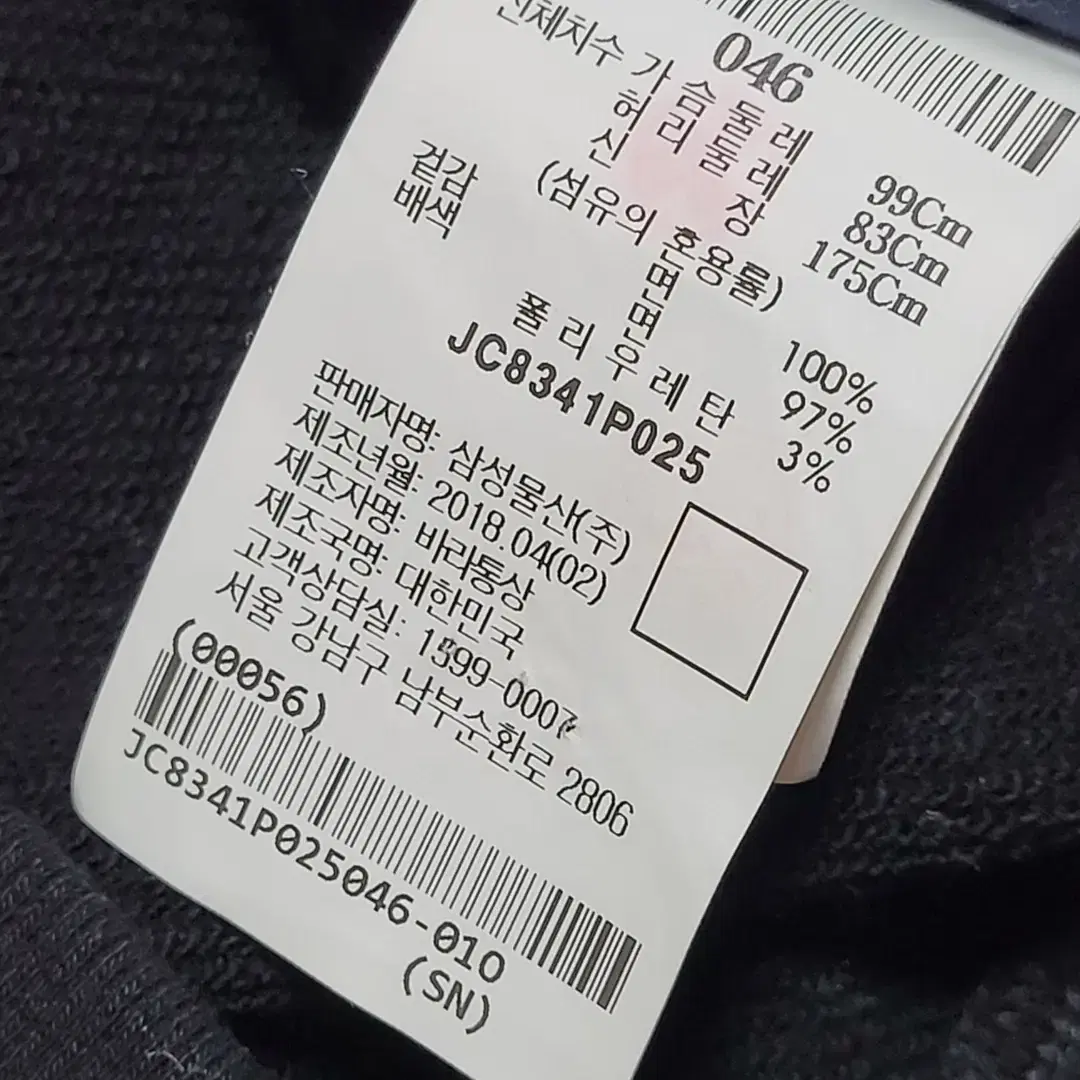 046
신체치수 가슴둘레 99Cm
허리둘레 83Cm
신 장 175Cm
(섬유의 혼용률)
겉감 면 100%
배색 면 97%
폴리우레탄 3%
JC8341P025
판매자명: 삼성물산(주)
제조년월: 2018.04(02)
제조자명: 바라통상
제조국명: 대한민국
고객상담실: 1599-0007
서울 강남구 남부순환로 2806
(00056)
JC8341P025046-010
(SN)